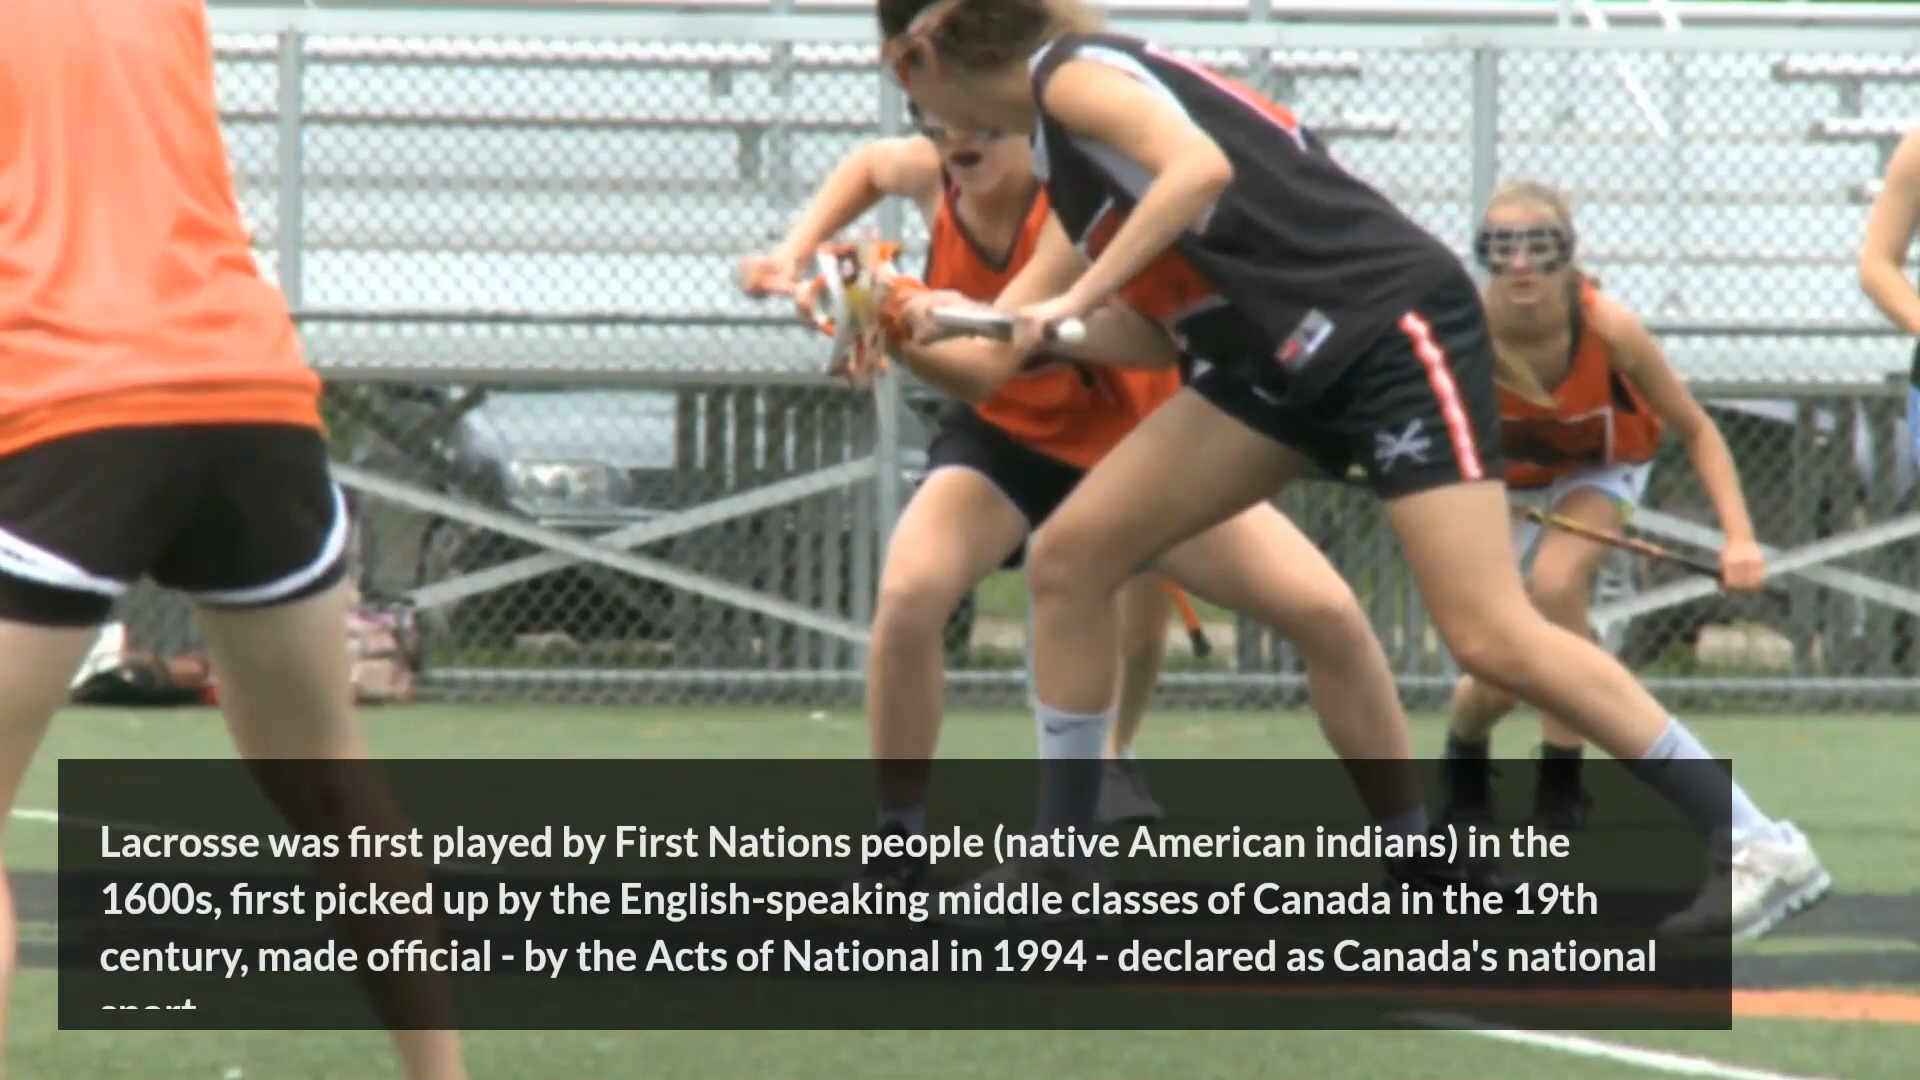 Lacrosse was first played by First Nations people (native American indians) in the
1600s, first picked up by the English-speaking middle classes of Canada in the 19th
century, made official - by the Acts of National in 1994 - declared as Canada's national